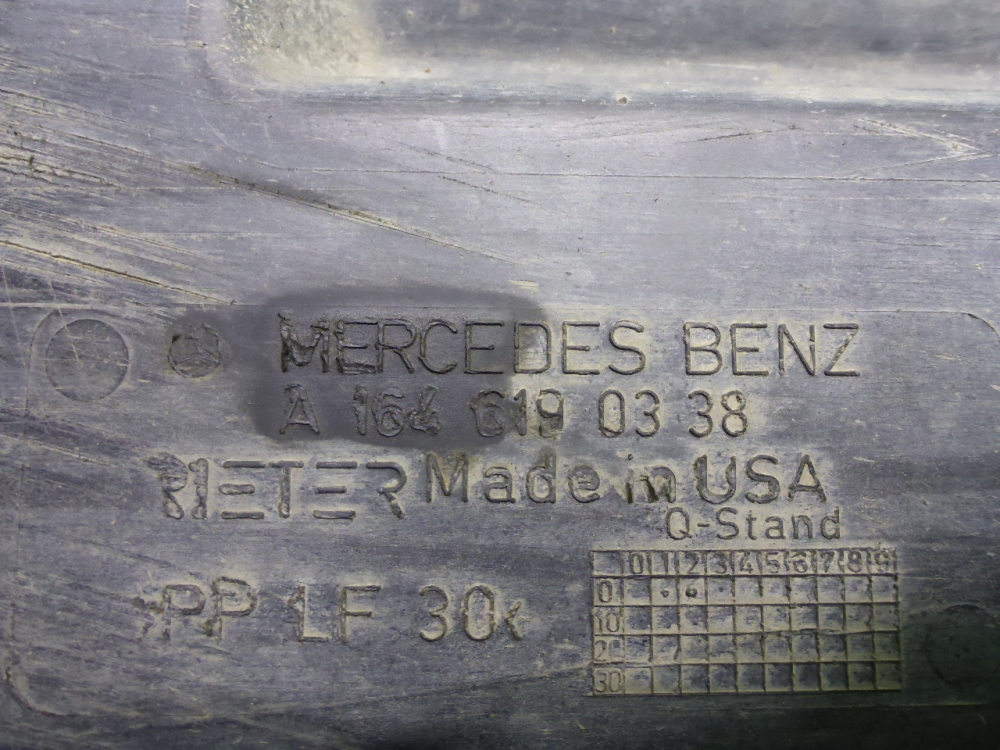 MERCEDES BENZ
A 164 619 03 38
RIETER Made in USA
Q-Stand
>PP LF 30<
0 1 2 3 4 5 6 7 8 9
0
10
20
30